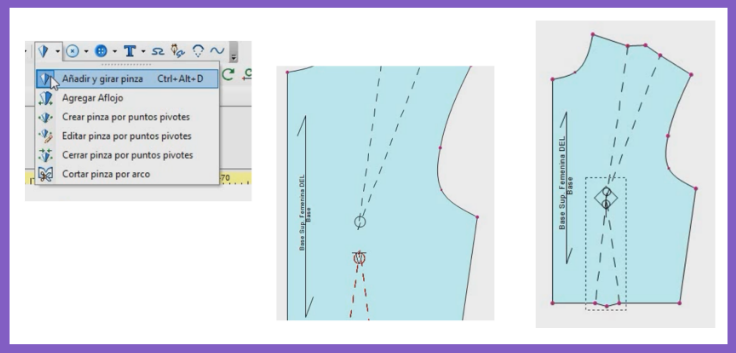 T
Añadir y girar pinza Ctrl+Alt+D
Agregar Aflojo
Crear pinza por puntos pivotes
Editar pinza por puntos pivotes
Cerrar pinza por puntos pivotes
Cortar pinza por arco
70
Base Sup. Femenina DEL
Base
Base Sup. Femenina DEL
Base